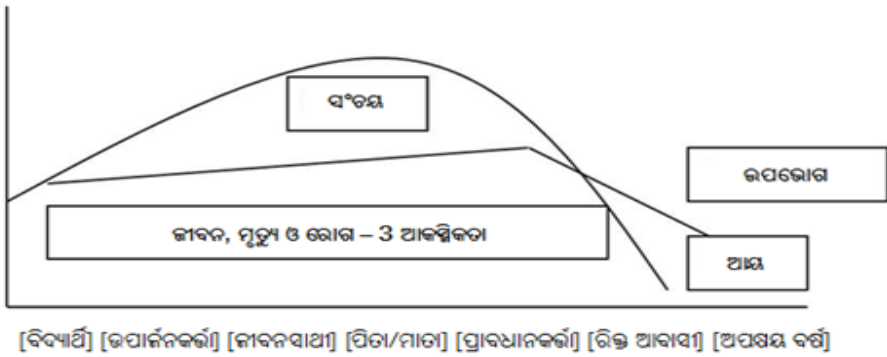 ସଂଚୟ
ଉପଭୋଗ
ଜୀବନ, ମୃତ୍ୟୁ ଓ ରୋଗ – 3 ଆକସ୍ମିକତା
ଆୟ
[ବିଦ୍ୟାର୍ଥି] [ଉପାର୍ଜନକର୍ତ୍ତା] [ଜୀବନସାଥୀ] [ପିତା/ମାତା] [ପ୍ରାବଧାନକର୍ତ୍ତା] [ରିକ୍ତ ଆବାସୀ] [ଅପକ୍ଷୟ ବର୍ଷ]